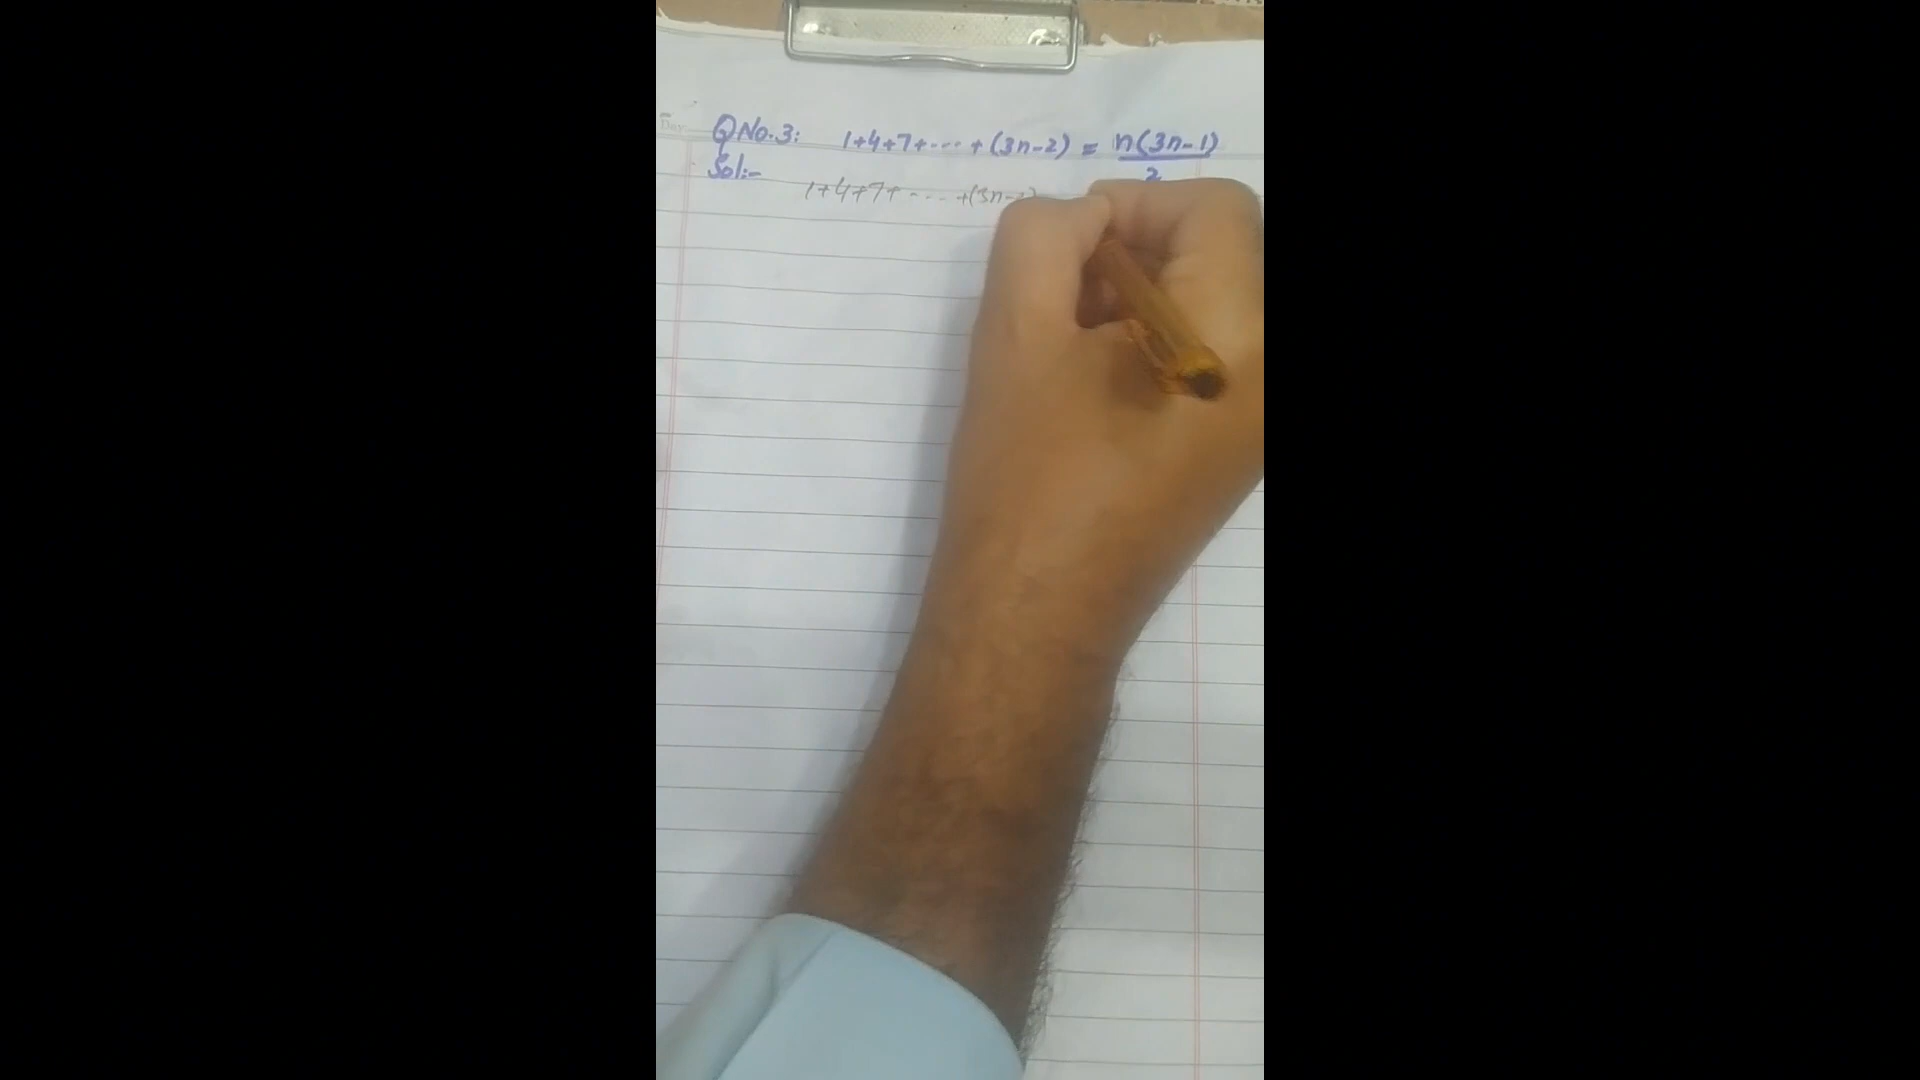 Day
Q No.3: 1+4+7+---- + (3n-2) = n(3n-1)
2
Sol:-
1+4+7+ - - - - +(3n-